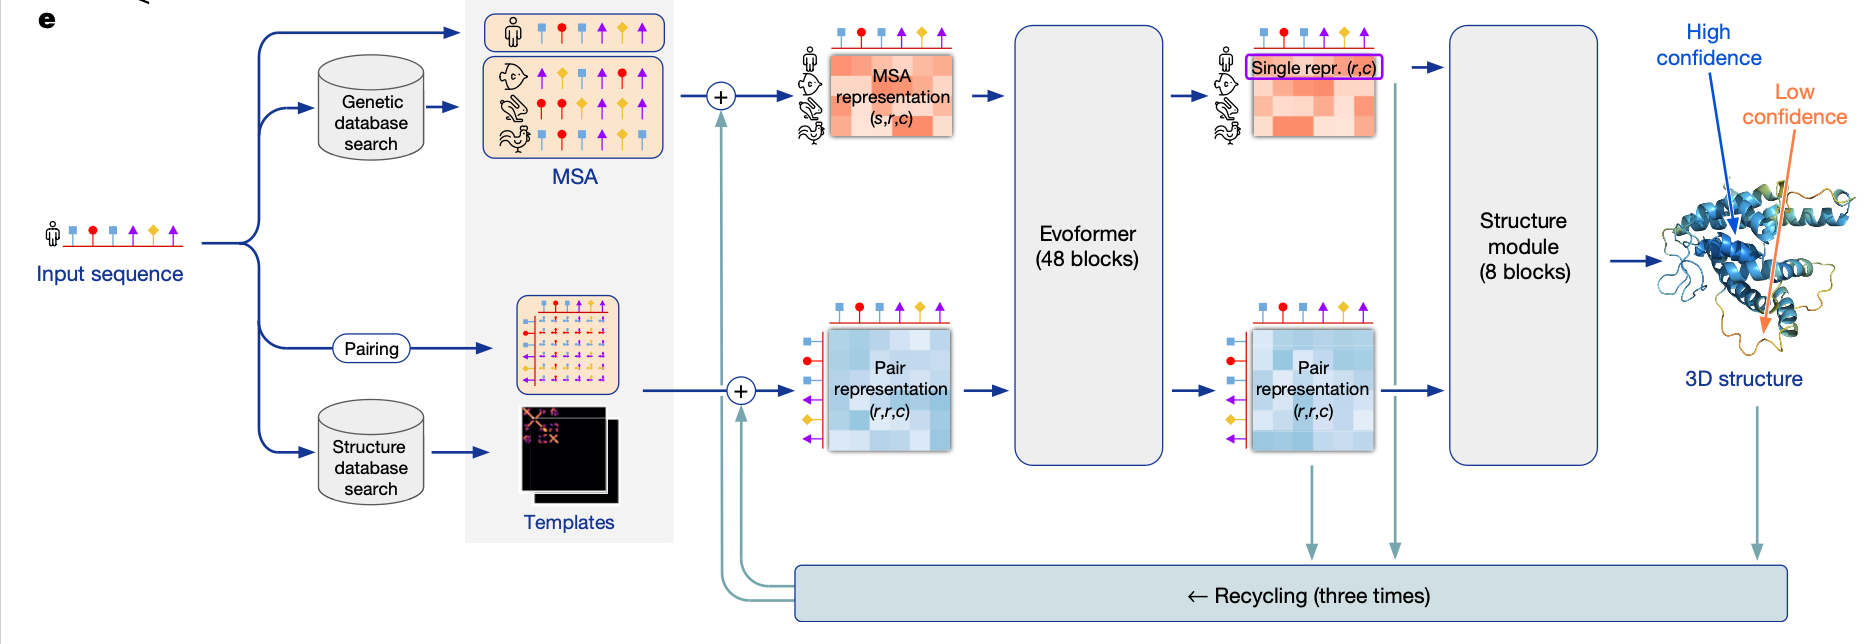 e
Input sequence
Genetic
database
search
Pairing
Structure
database
search
MSA
Templates
+
+
MSA
representation
(s,r,c)
Pair
representation
(r,r,c)
Evoformer
(48 blocks)
Single repr. (r,c)
Pair
representation
(r,r,c)
Structure
module
(8 blocks)
High
confidence
Low
confidence
3D structure
← Recycling (three times)